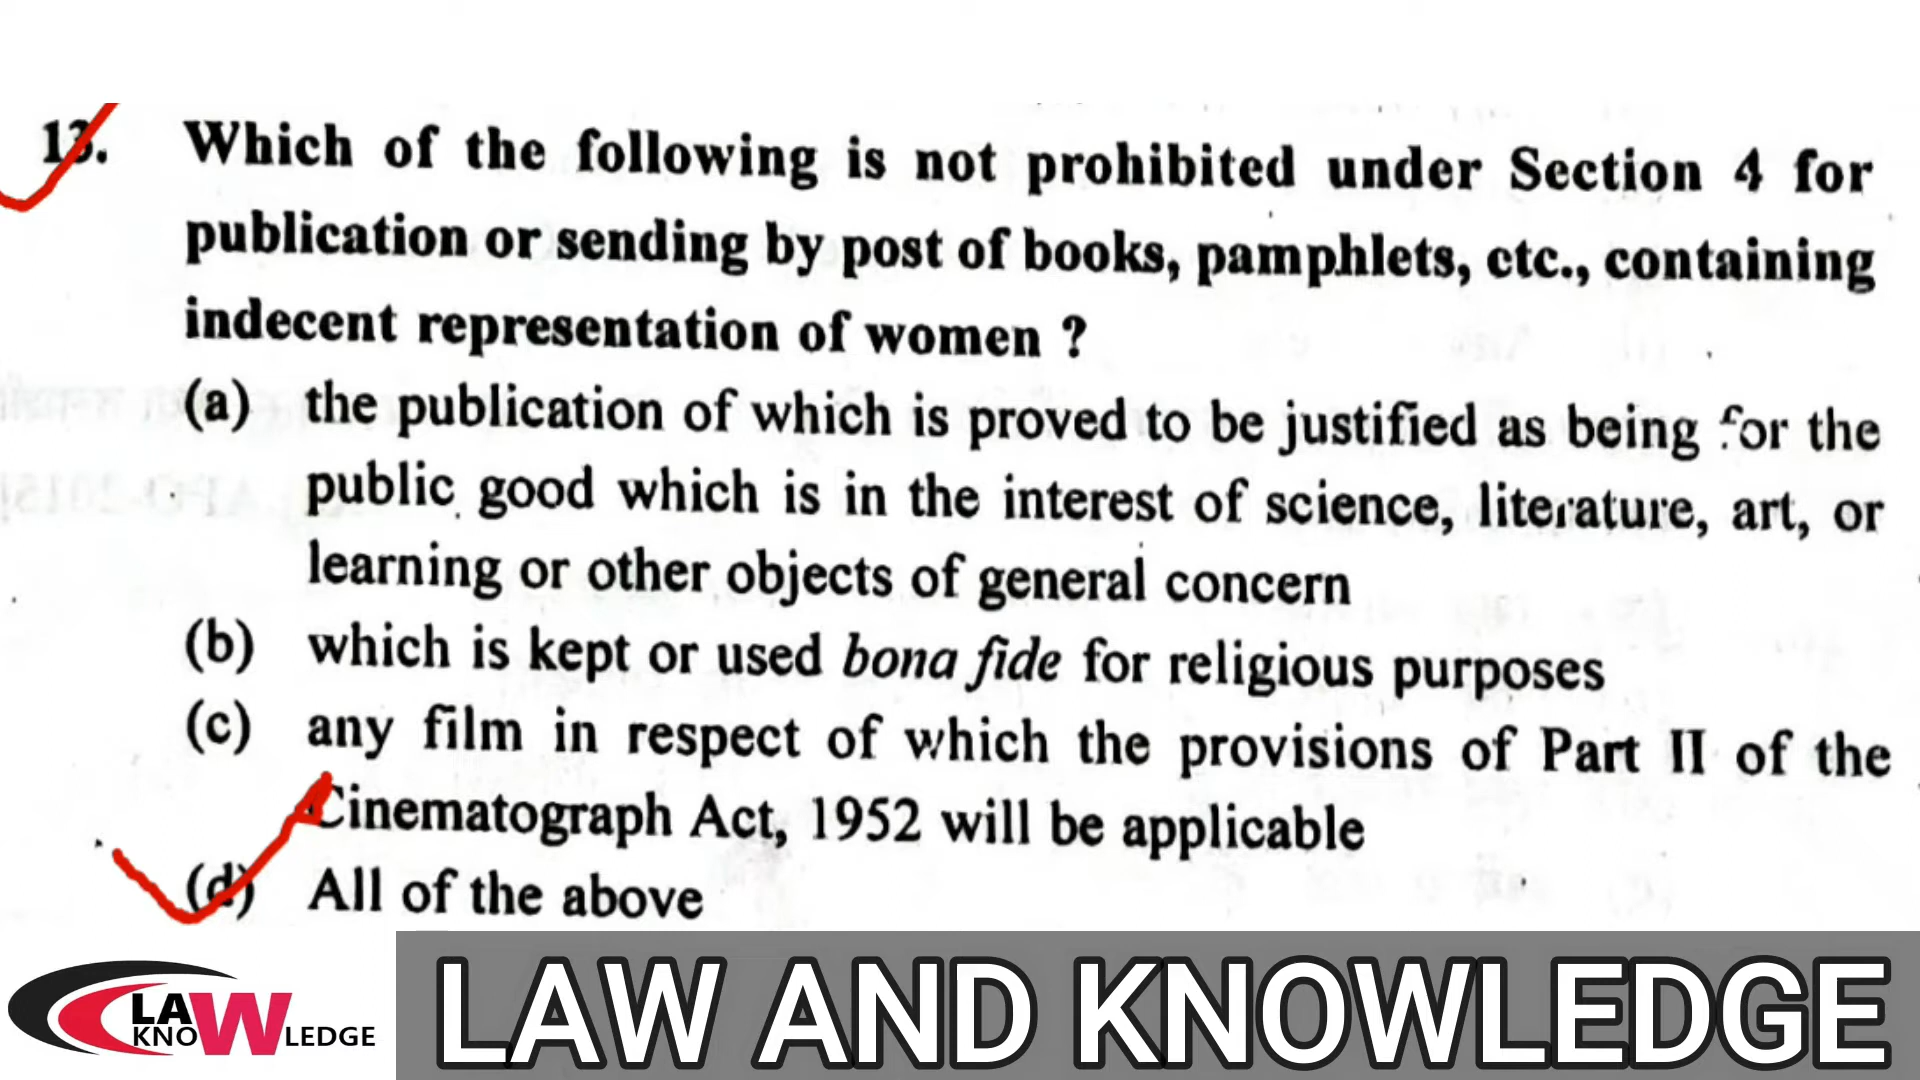 13. Which of the following is not prohibited under Section 4 for
publication or sending by post of books, pamphlets, etc., containing
indecent representation of women ?
(a) the publication of which is proved to be justified as being for the
public good which is in the interest of science, literature, art, or
learning or other objects of general concern
(b) which is kept or used bona fide for religious purposes
(c) any film in respect of which the provisions of Part II of the
Cinematograph Act, 1952 will be applicable
(d) All of the above
LAW
KNOWLEDGE
LAW AND KNOWLEDGE